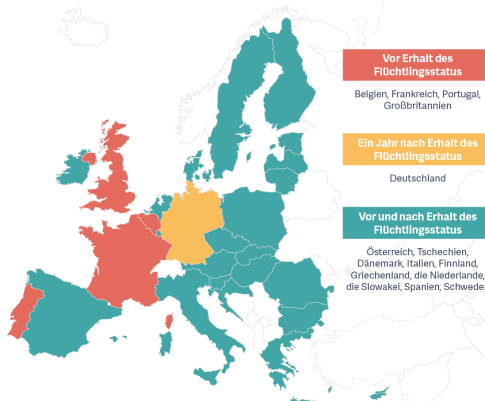 Vor Erhalt des
Flüchtlingsstatus
Belgien, Frankreich, Portugal,
Großbritannien
Ein Jahr nach Erhalt des
Flüchtlingsstatus
Deutschland
Vor und nach Erhalt des
Flüchtlingsstatus
Österreich, Tschechien,
Dänemark, Italien, Finnland,
Griechenland, die Niederlande,
die Slowakei, Spanien, Schwede